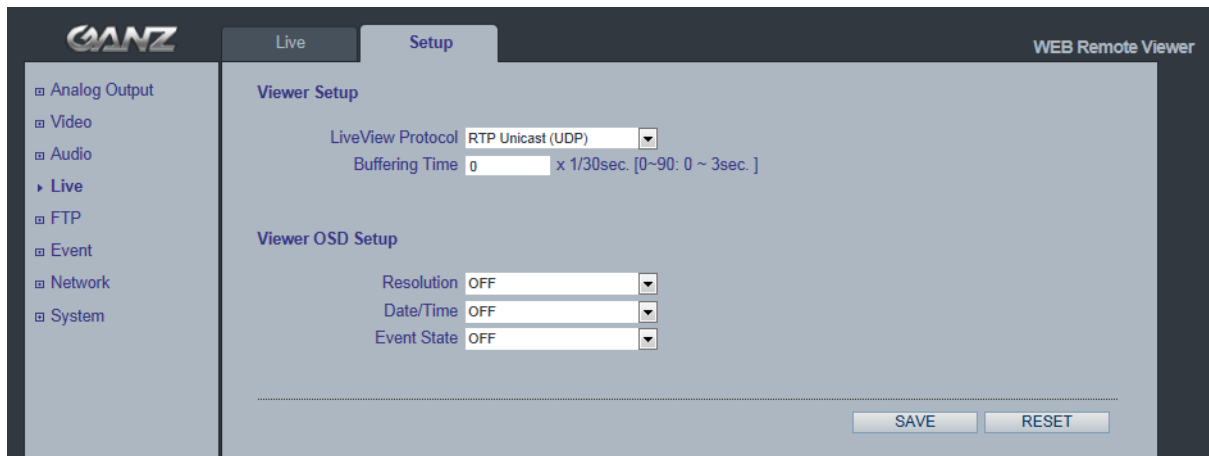 GANZ
Live
Setup
WEB Remote Viewer
Analog Output
Video
Audio
Live
FTP
Event
Network
System
Viewer Setup
LiveView Protocol RTP Unicast (UDP)
Buffering Time 0 x 1/30sec. [0~90: 0 ~ 3sec. ]
Viewer OSD Setup
Resolution OFF
Date/Time OFF
Event State OFF
SAVE
RESET